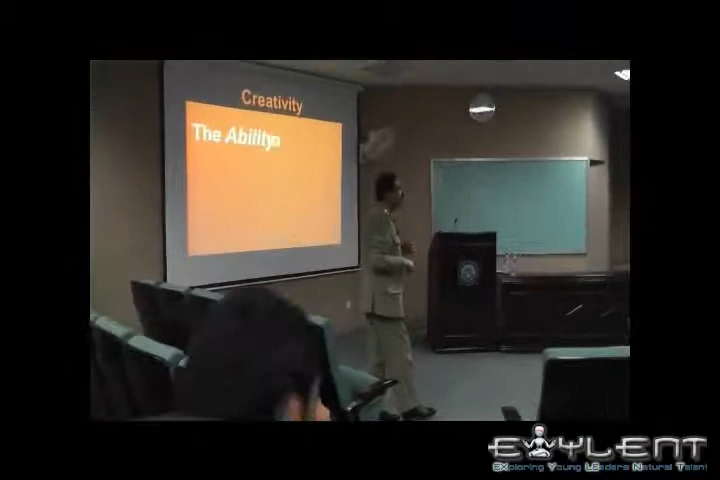 Creativity
The Ability
EXYLENT
EXploring Young LEaders Natural Talent